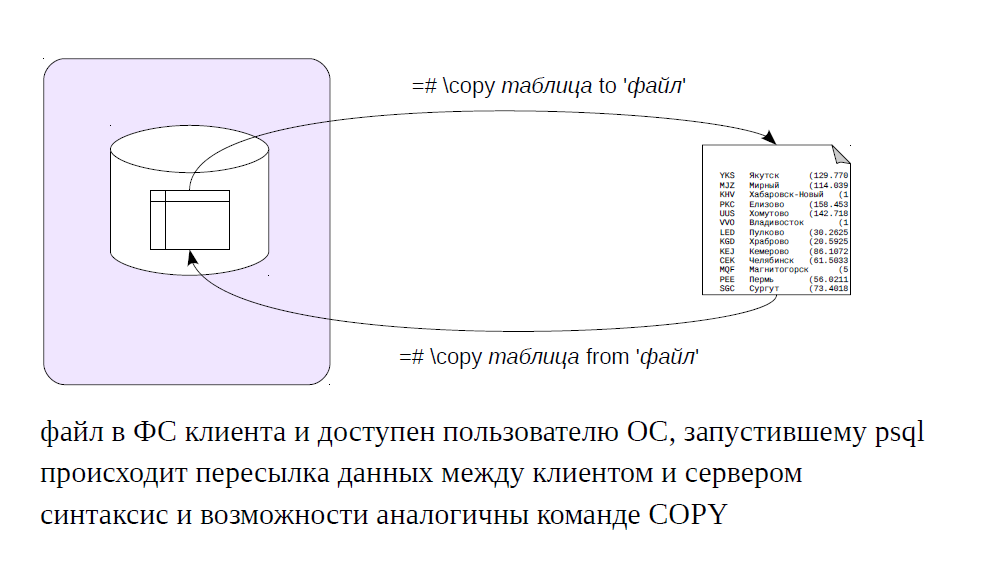 =# \copy таблица to 'файл'
YKS Якутск (129.770
MJZ Мирный (114.039
KHV Хабаровск-Новый (1
PKC Елизово (158.453
UUS Хомутово (142.718
VVO Владивосток (1
LED Пулково (30.2625
KGD Храброво (20.5925
KEJ Кемерово (86.1072
CEK Челябинск (61.5033
MQF Магнитогорск (5
PEE Пермь (56.0211
SGC Сургут (73.4018
=# \copy таблица from 'файл'
файл в ФС клиента и доступен пользователю ОС, запустившему psql
происходит пересылка данных между клиентом и сервером
синтаксис и возможности аналогичны команде COPY